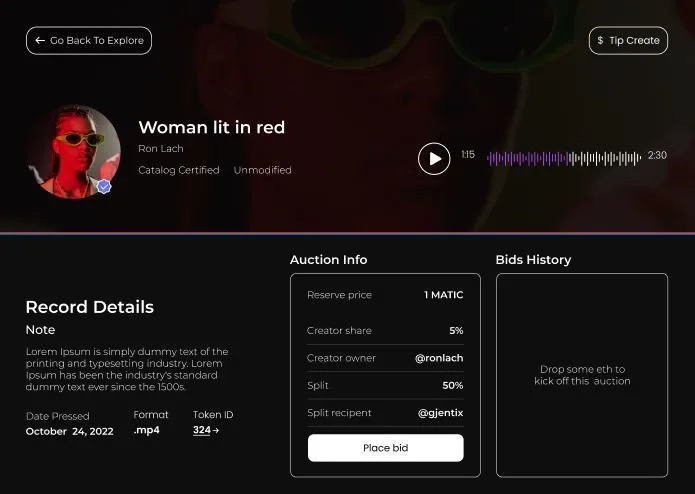 ← Go Back To Explore
$ Tip Create
Woman lit in red
Ron Lach
Catalog Certified Unmodified
1:15
2:30
Record Details
Note
Lorem Ipsum is simply dummy text of the
printing and typesetting industry. Lorem
Ipsum has been the industry's standard
dummy text ever since the 1500s.
Date Pressed Format Token ID
October 24, 2022 .mp4 324→
Auction Info
Reserve price 1 MATIC
Creator share 5%
Creator owner @ronlach
Split 50%
Split recipent @gjentix
Place bid
Bids History
Drop some eth to
kick off this auction